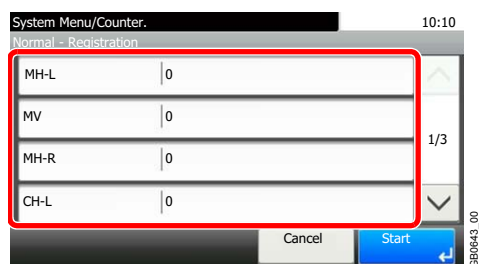 System Menu/Counter. 10:10
Normal - Registration
MH-L 0
MV 0
1/3
MH-R 0
CH-L 0
Cancel Start
GB0643_00